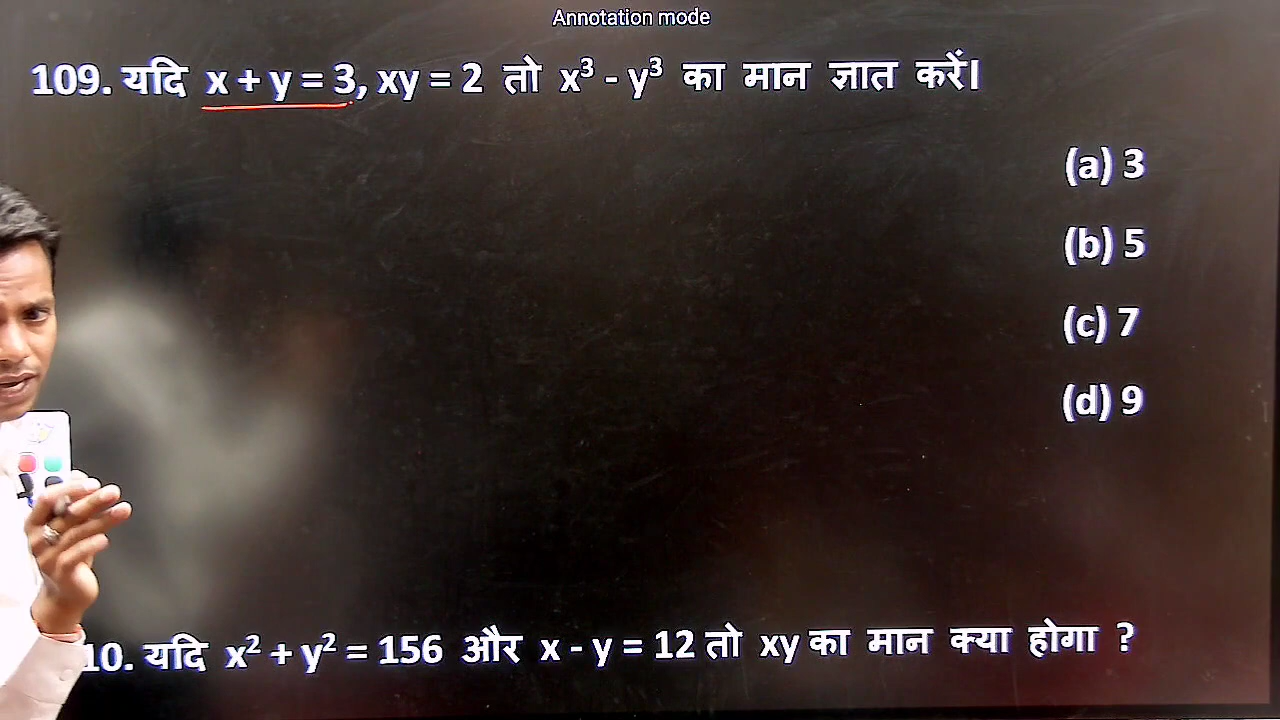 Annotation mode
109. यदि x + y = 3, xy = 2 तो x³ - y³ का मान ज्ञात करें।
(a) 3
(b) 5
(c) 7
(d) 9
10. यदि x² + y² = 156 और x - y = 12 तो xy का मान क्या होगा ?